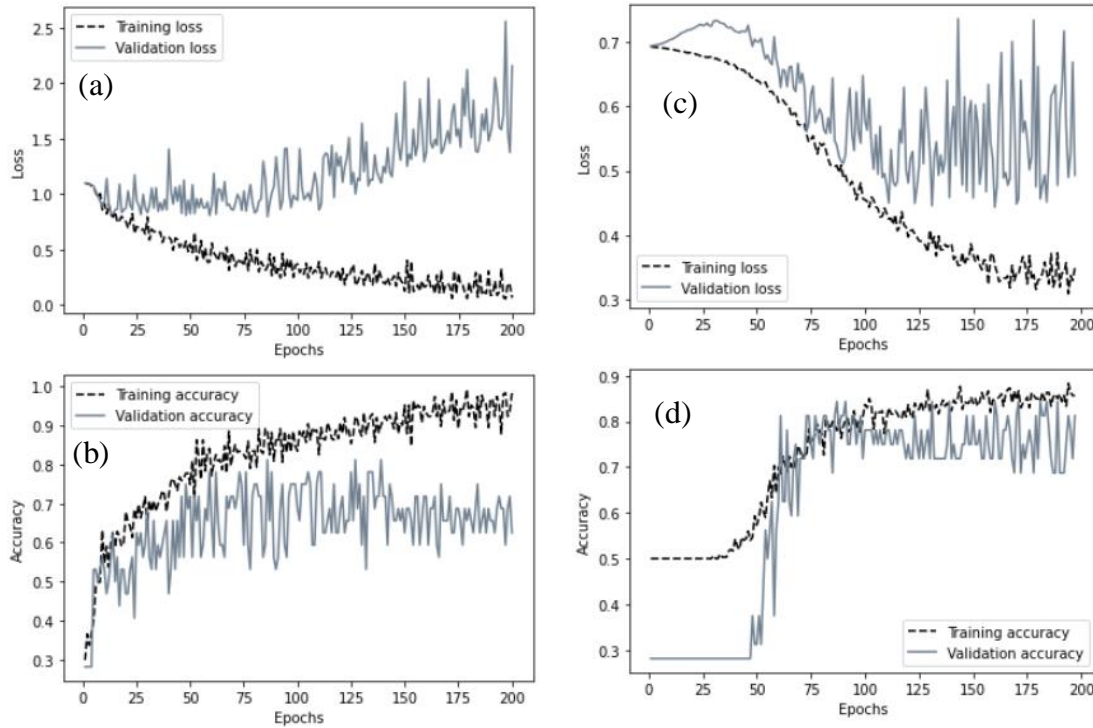 Training loss
Validation loss
(a)
Loss
2.5
2.0
1.5
1.0
0.5
0.0
0 25 50 75 100 125 150 175 200
Epochs
(c)
Loss
0.7
0.6
0.5
0.4
0.3
Training loss
Validation loss
0 25 50 75 100 125 150 175 200
Epochs
Training accuracy
Validation accuracy
(b)
Accuracy
1.0
0.9
0.8
0.7
0.6
0.5
0.4
0.3
0 25 50 75 100 125 150 175 200
Epochs
(d)
Accuracy
0.9
0.8
0.7
0.6
0.5
0.4
0.3
Training accuracy
Validation accuracy
0 25 50 75 100 125 150 175 200
Epochs